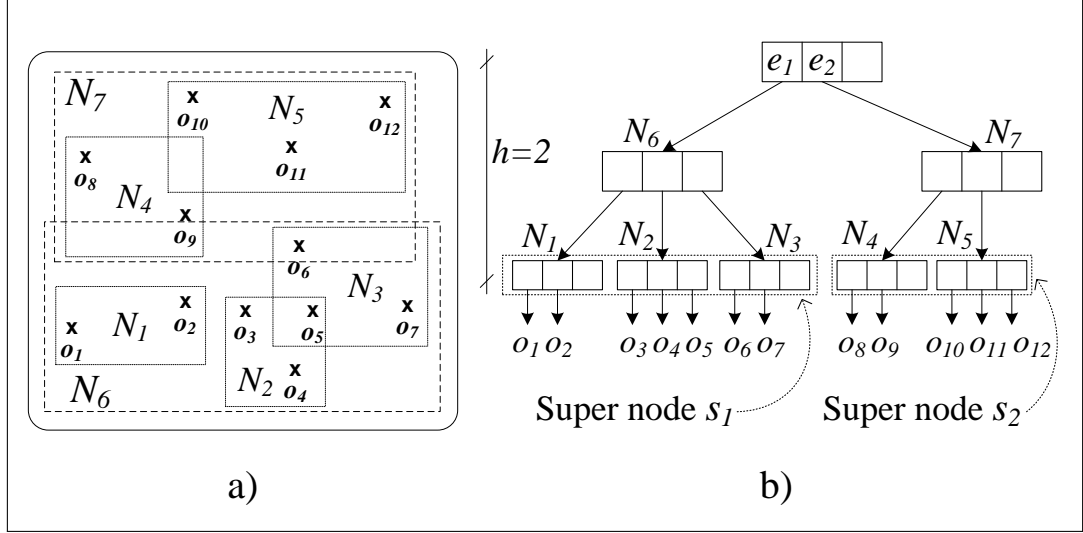 N7
N5
x
o10
x
o12
x
o11
x
o8
N4
x
o9
x
o6
N3
x
o7
x
o1
N1
x
o2
x
o3
x
o5
N2
x
o4
N6
a)
h=2
e1 e2
N6 N7
N1 N2 N3 N4 N5
o1 o2 o3 o4 o5 o6 o7 o8 o9 o10 o11 o12
Super node s1 Super node s2
b)